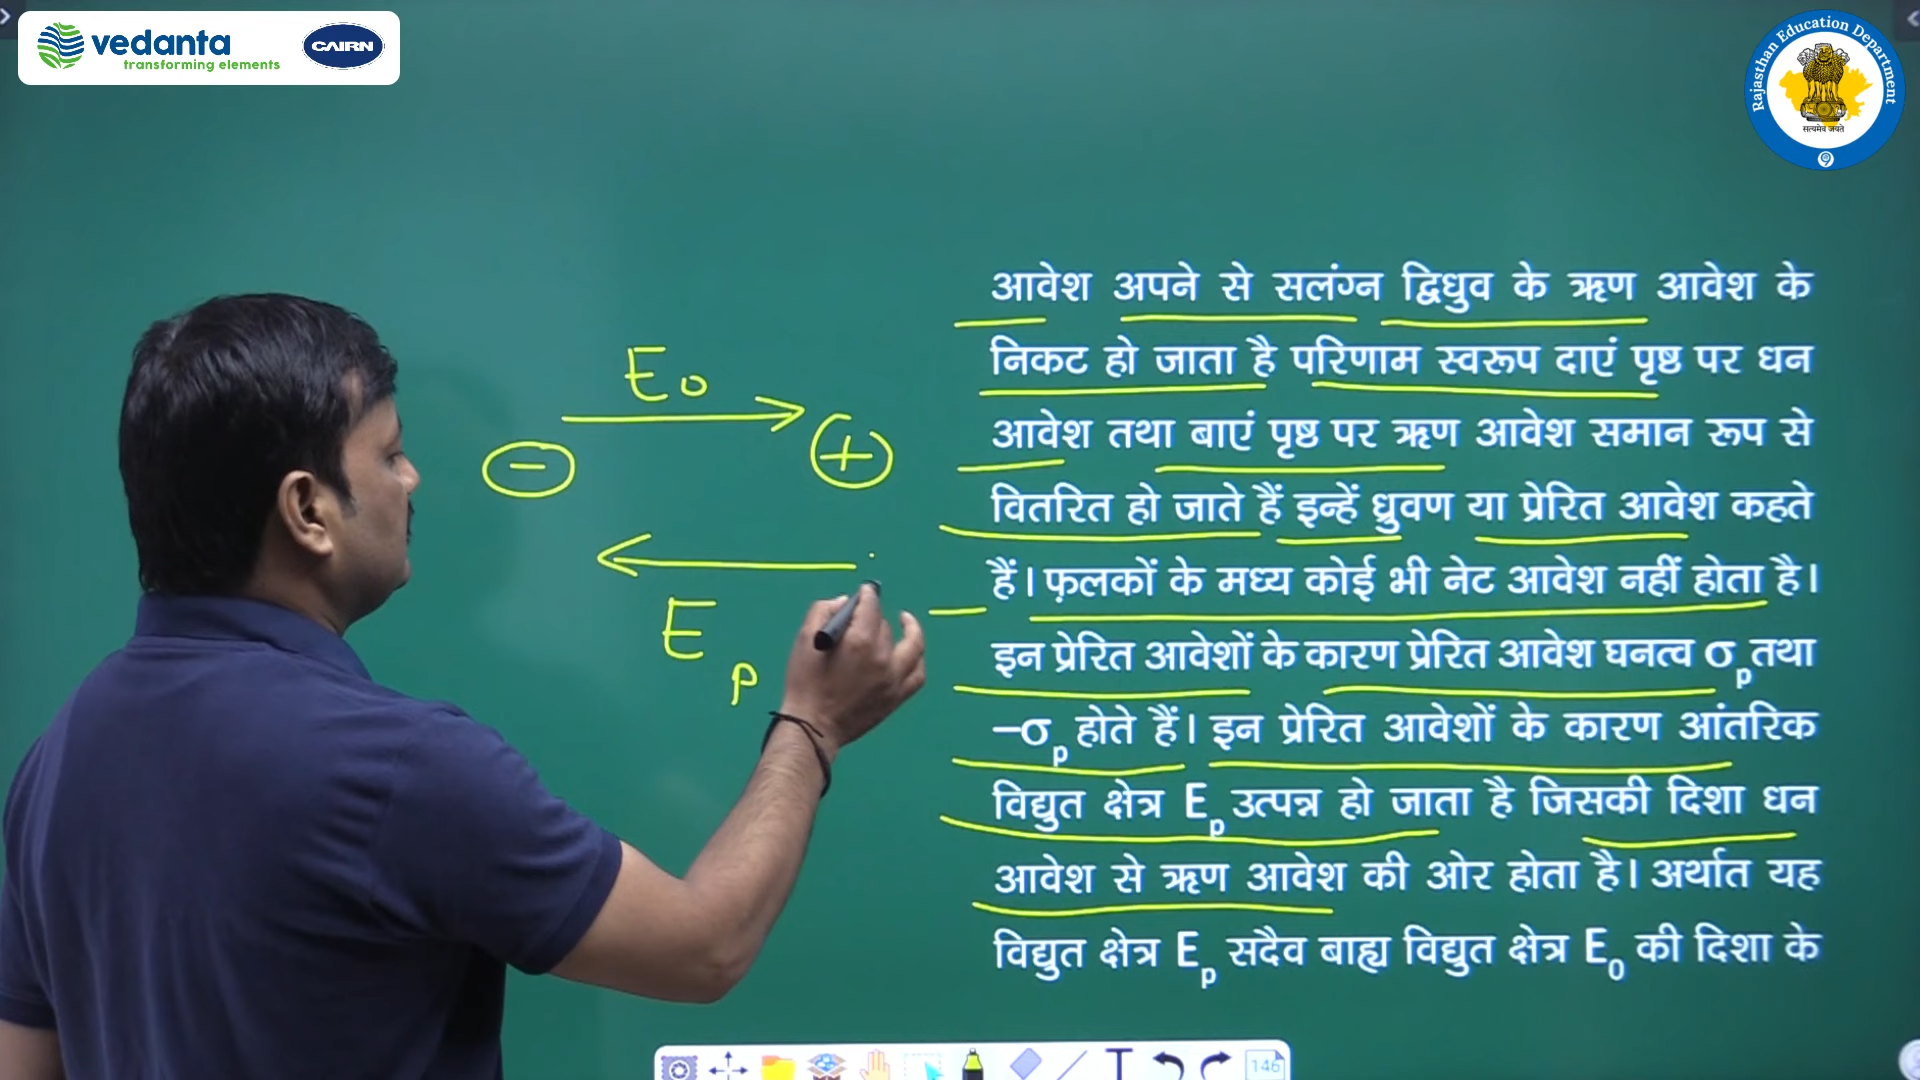 vedanta
transforming elements
CAIRN
Rajasthan Education Department
सत्यमेव जयते
E0
−
+
E p
आवेश अपने से सलंग्न द्विधुव के ऋण आवेश के
निकट हो जाता है परिणाम स्वरूप दाएं पृष्ठ पर धन
आवेश तथा बाएं पृष्ठ पर ऋण आवेश समान रूप से
वितरित हो जाते हैं इन्हें ध्रुवण या प्रेरित आवेश कहते
हैं। फ़लकों के मध्य कोई भी नेट आवेश नहीं होता है।
इन प्रेरित आवेशों के कारण प्रेरित आवेश घनत्व σp तथा
−σp होते हैं। इन प्रेरित आवेशों के कारण आंतरिक
विद्युत क्षेत्र Ep उत्पन्न हो जाता है जिसकी दिशा धन
आवेश से ऋण आवेश की ओर होता है। अर्थात यह
विद्युत क्षेत्र Ep सदैव बाह्य विद्युत क्षेत्र E0 की दिशा के
T
146